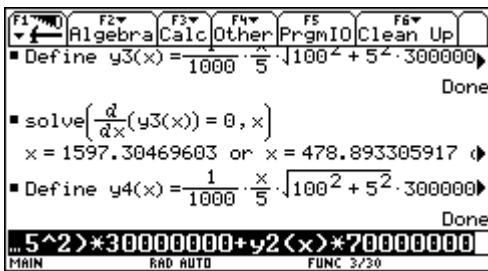 F1 F2 F3 F4 F5 F6
Algebra Calc Other PrgmIO Clean Up
▪ Define y3(x) = 1/1000 · x/5 · √100² + 5² · 300000▸
Done
▪ solve(d/dx(y3(x)) = 0, x)
x = 1597.30469603 or x = 478.893305917 ▸
▪ Define y4(x) = 1/1000 · x/5 · √100² + 5² · 300000▸
Done
…5^2)*30000000+y2(x)*70000000
MAIN RAD AUTO FUNC 3/30